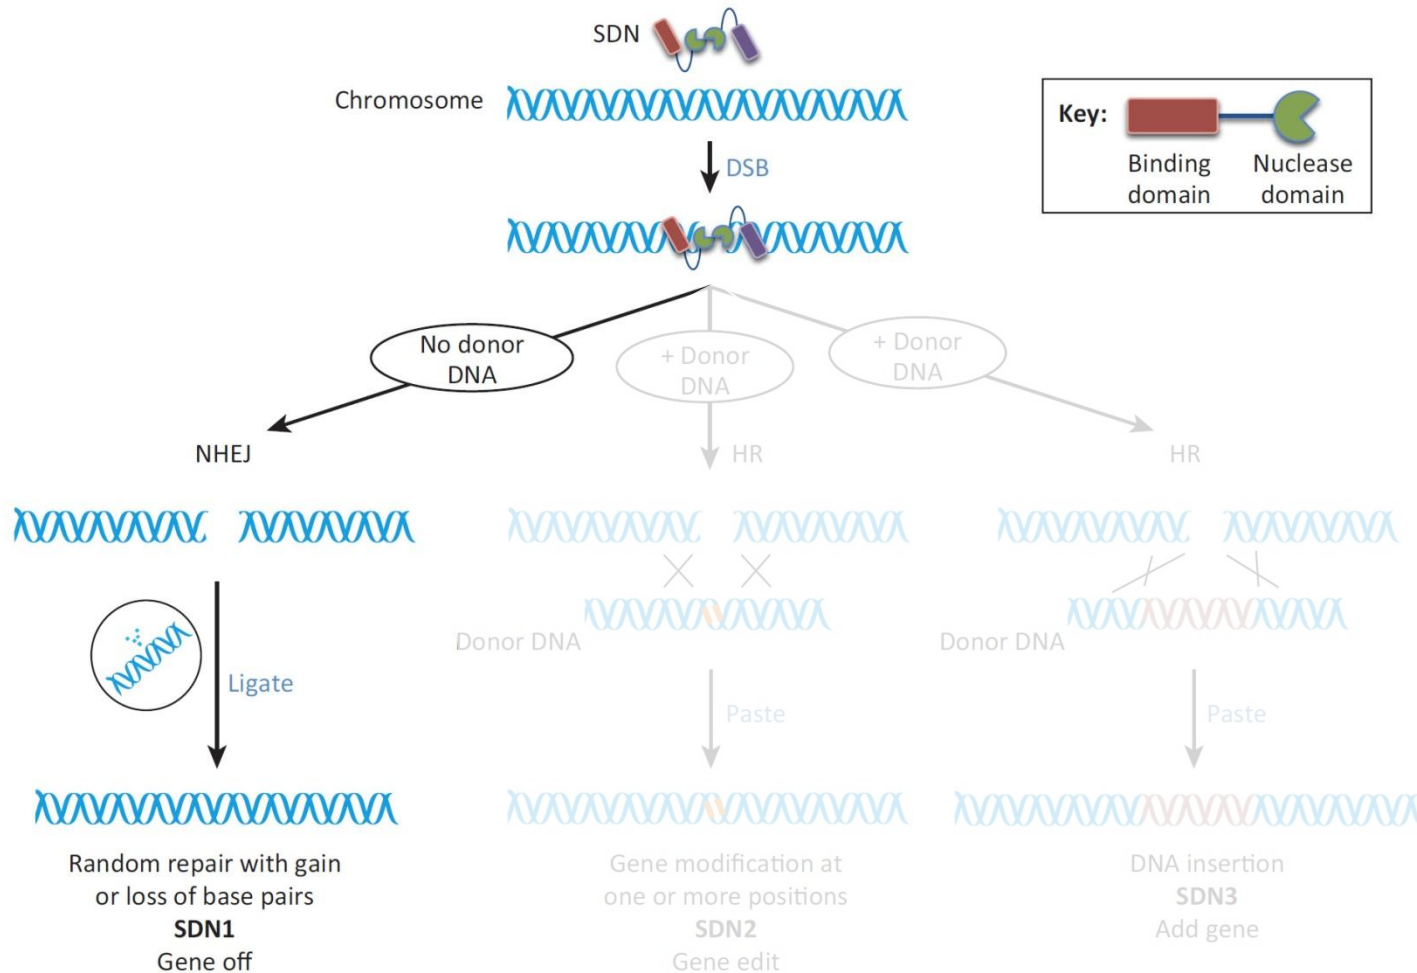 SDN
Chromosome
Key:
Binding
domain
Nuclease
domain
DSB
No donor
DNA
+ Donor
DNA
+ Donor
DNA
NHEJ
HR
HR
Donor DNA
Donor DNA
Ligate
Paste
Paste
Random repair with gain
or loss of base pairs
SDN1
Gene off
Gene modification at
one or more positions
SDN2
Gene edit
DNA insertion
SDN3
Add gene